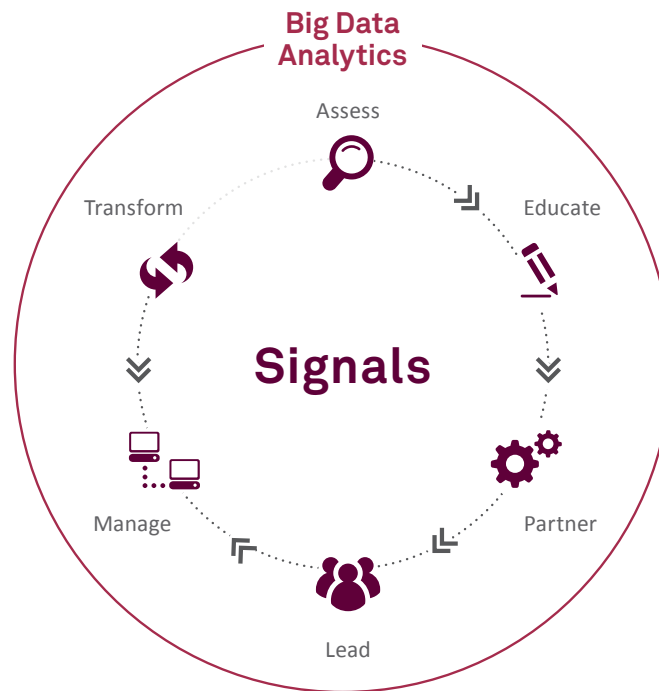 Big Data
Analytics
Assess
Transform
Educate
Signals
Manage
Partner
Lead